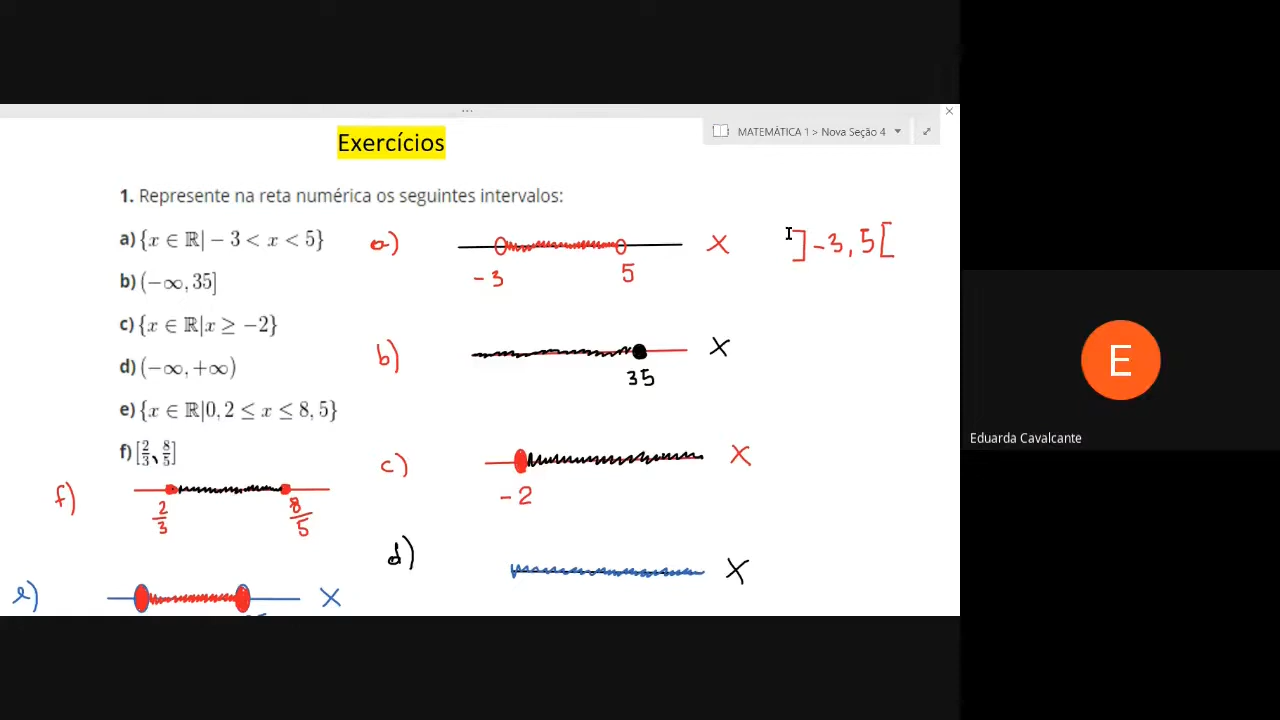 Exercícios
MATEMÁTICA 1 > Nova Seção 4
1. Represente na reta numérica os seguintes intervalos:
a) {x ∈ ℝ| − 3 < x < 5}
a) -3 5 X ]-3, 5[
b) (−∞, 35]
b) 35 X
c) {x ∈ ℝ|x ≥ −2}
c) -2 X
d) (−∞, +∞)
d) X
e) {x ∈ ℝ|0, 2 ≤ x ≤ 8, 5}
f) [2/3, 8/5]
f) 2/3 8/5
e) X
E
Eduarda Cavalcante